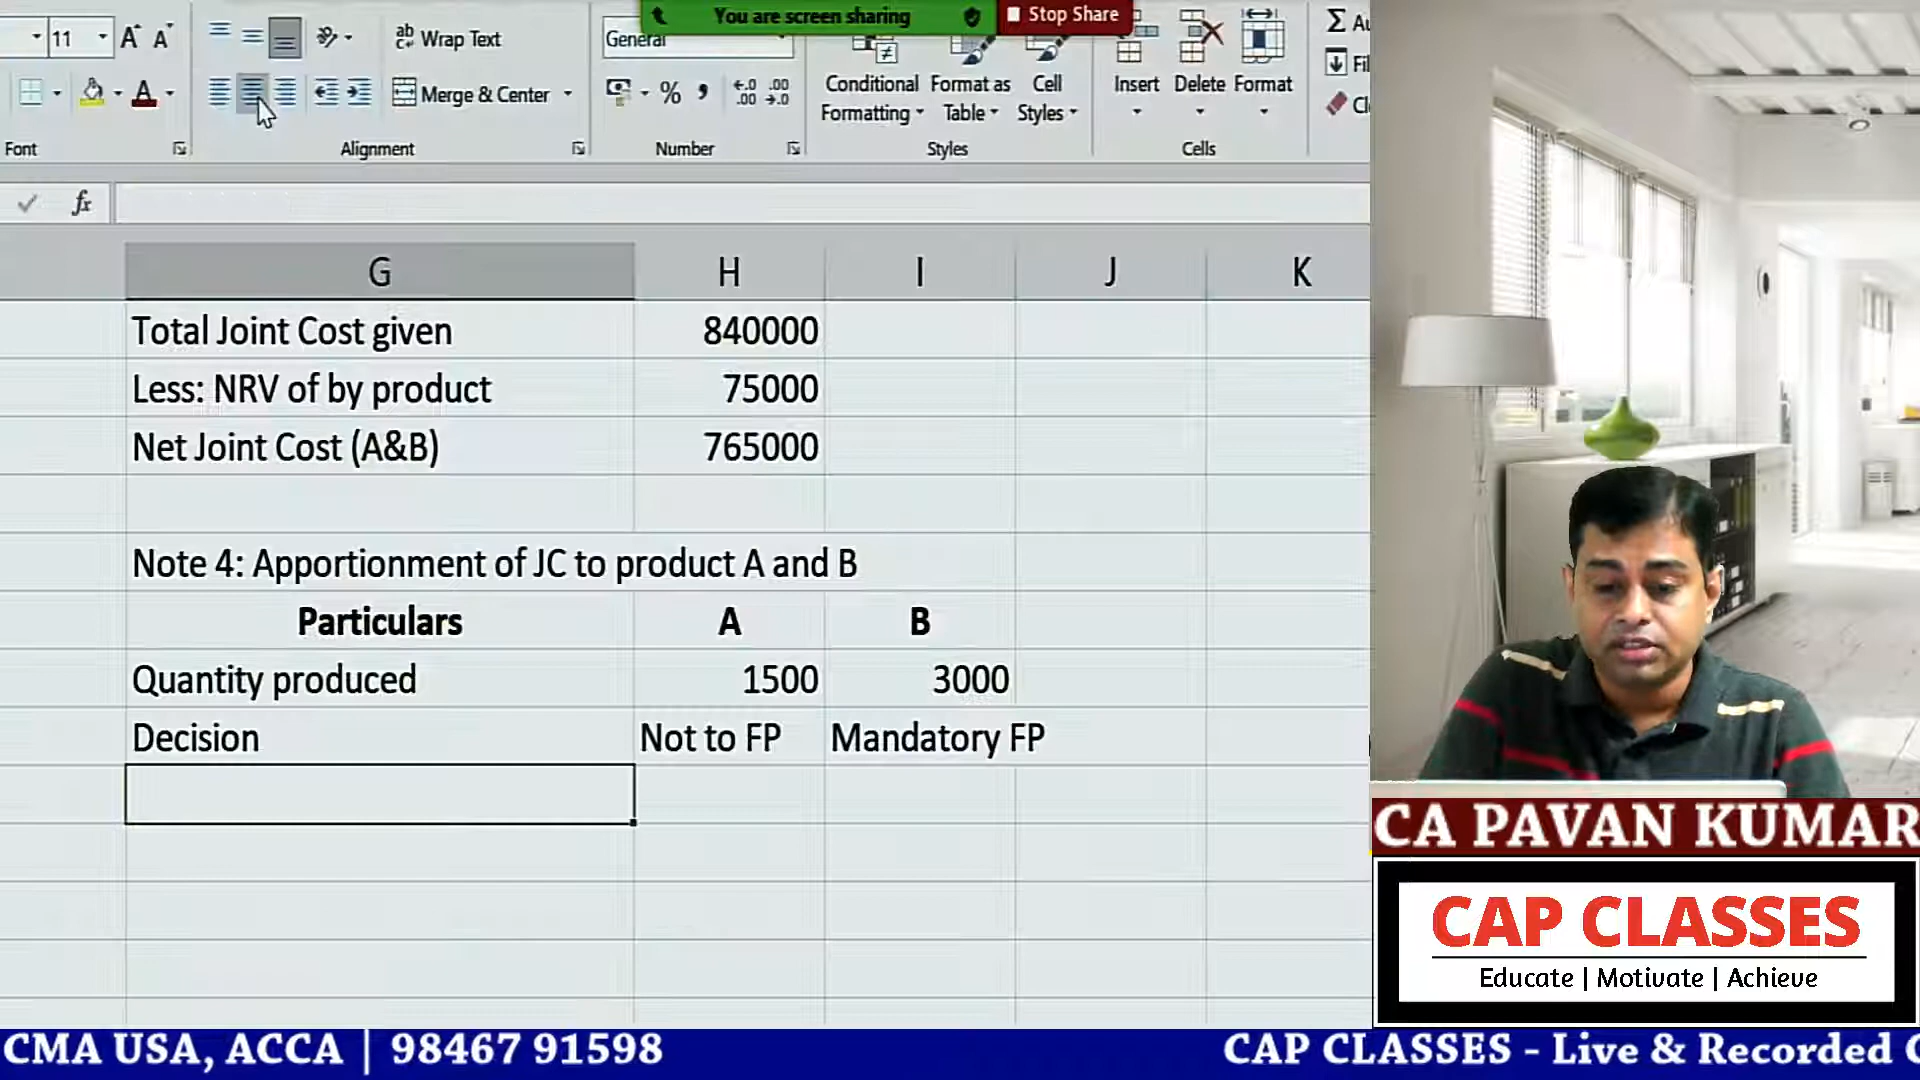 You are screen sharing
Stop Share
11
Wrap Text
General
Merge & Center
Conditional Formatting
Format as Table
Cell Styles
Insert
Delete
Format
Font
Alignment
Number
Styles
Cells
fx
G H I J K
Total Joint Cost given 840000
Less: NRV of by product 75000
Net Joint Cost (A&B) 765000
Note 4: Apportionment of JC to product A and B
Particulars A B
Quantity produced 1500 3000
Decision Not to FP Mandatory FP
CA PAVAN KUMAR
CAP CLASSES
Educate | Motivate | Achieve
CMA USA, ACCA | 98467 91598
CAP CLASSES - Live & Recorded